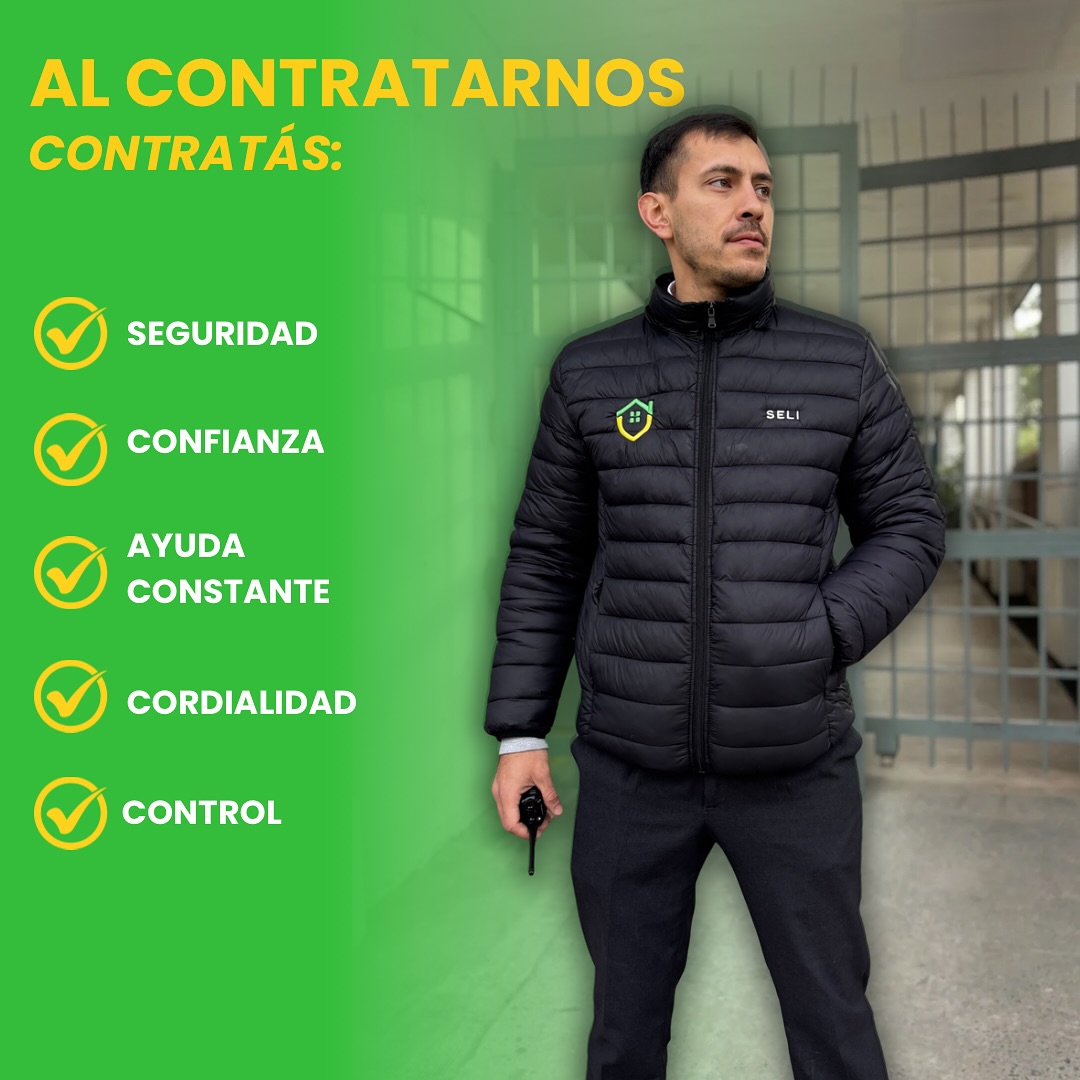 AL CONTRATARNOS
CONTRATÁS:
SEGURIDAD
CONFIANZA
SELI
AYUDA
CONSTANTE
CORDIALIDAD
CONTROL